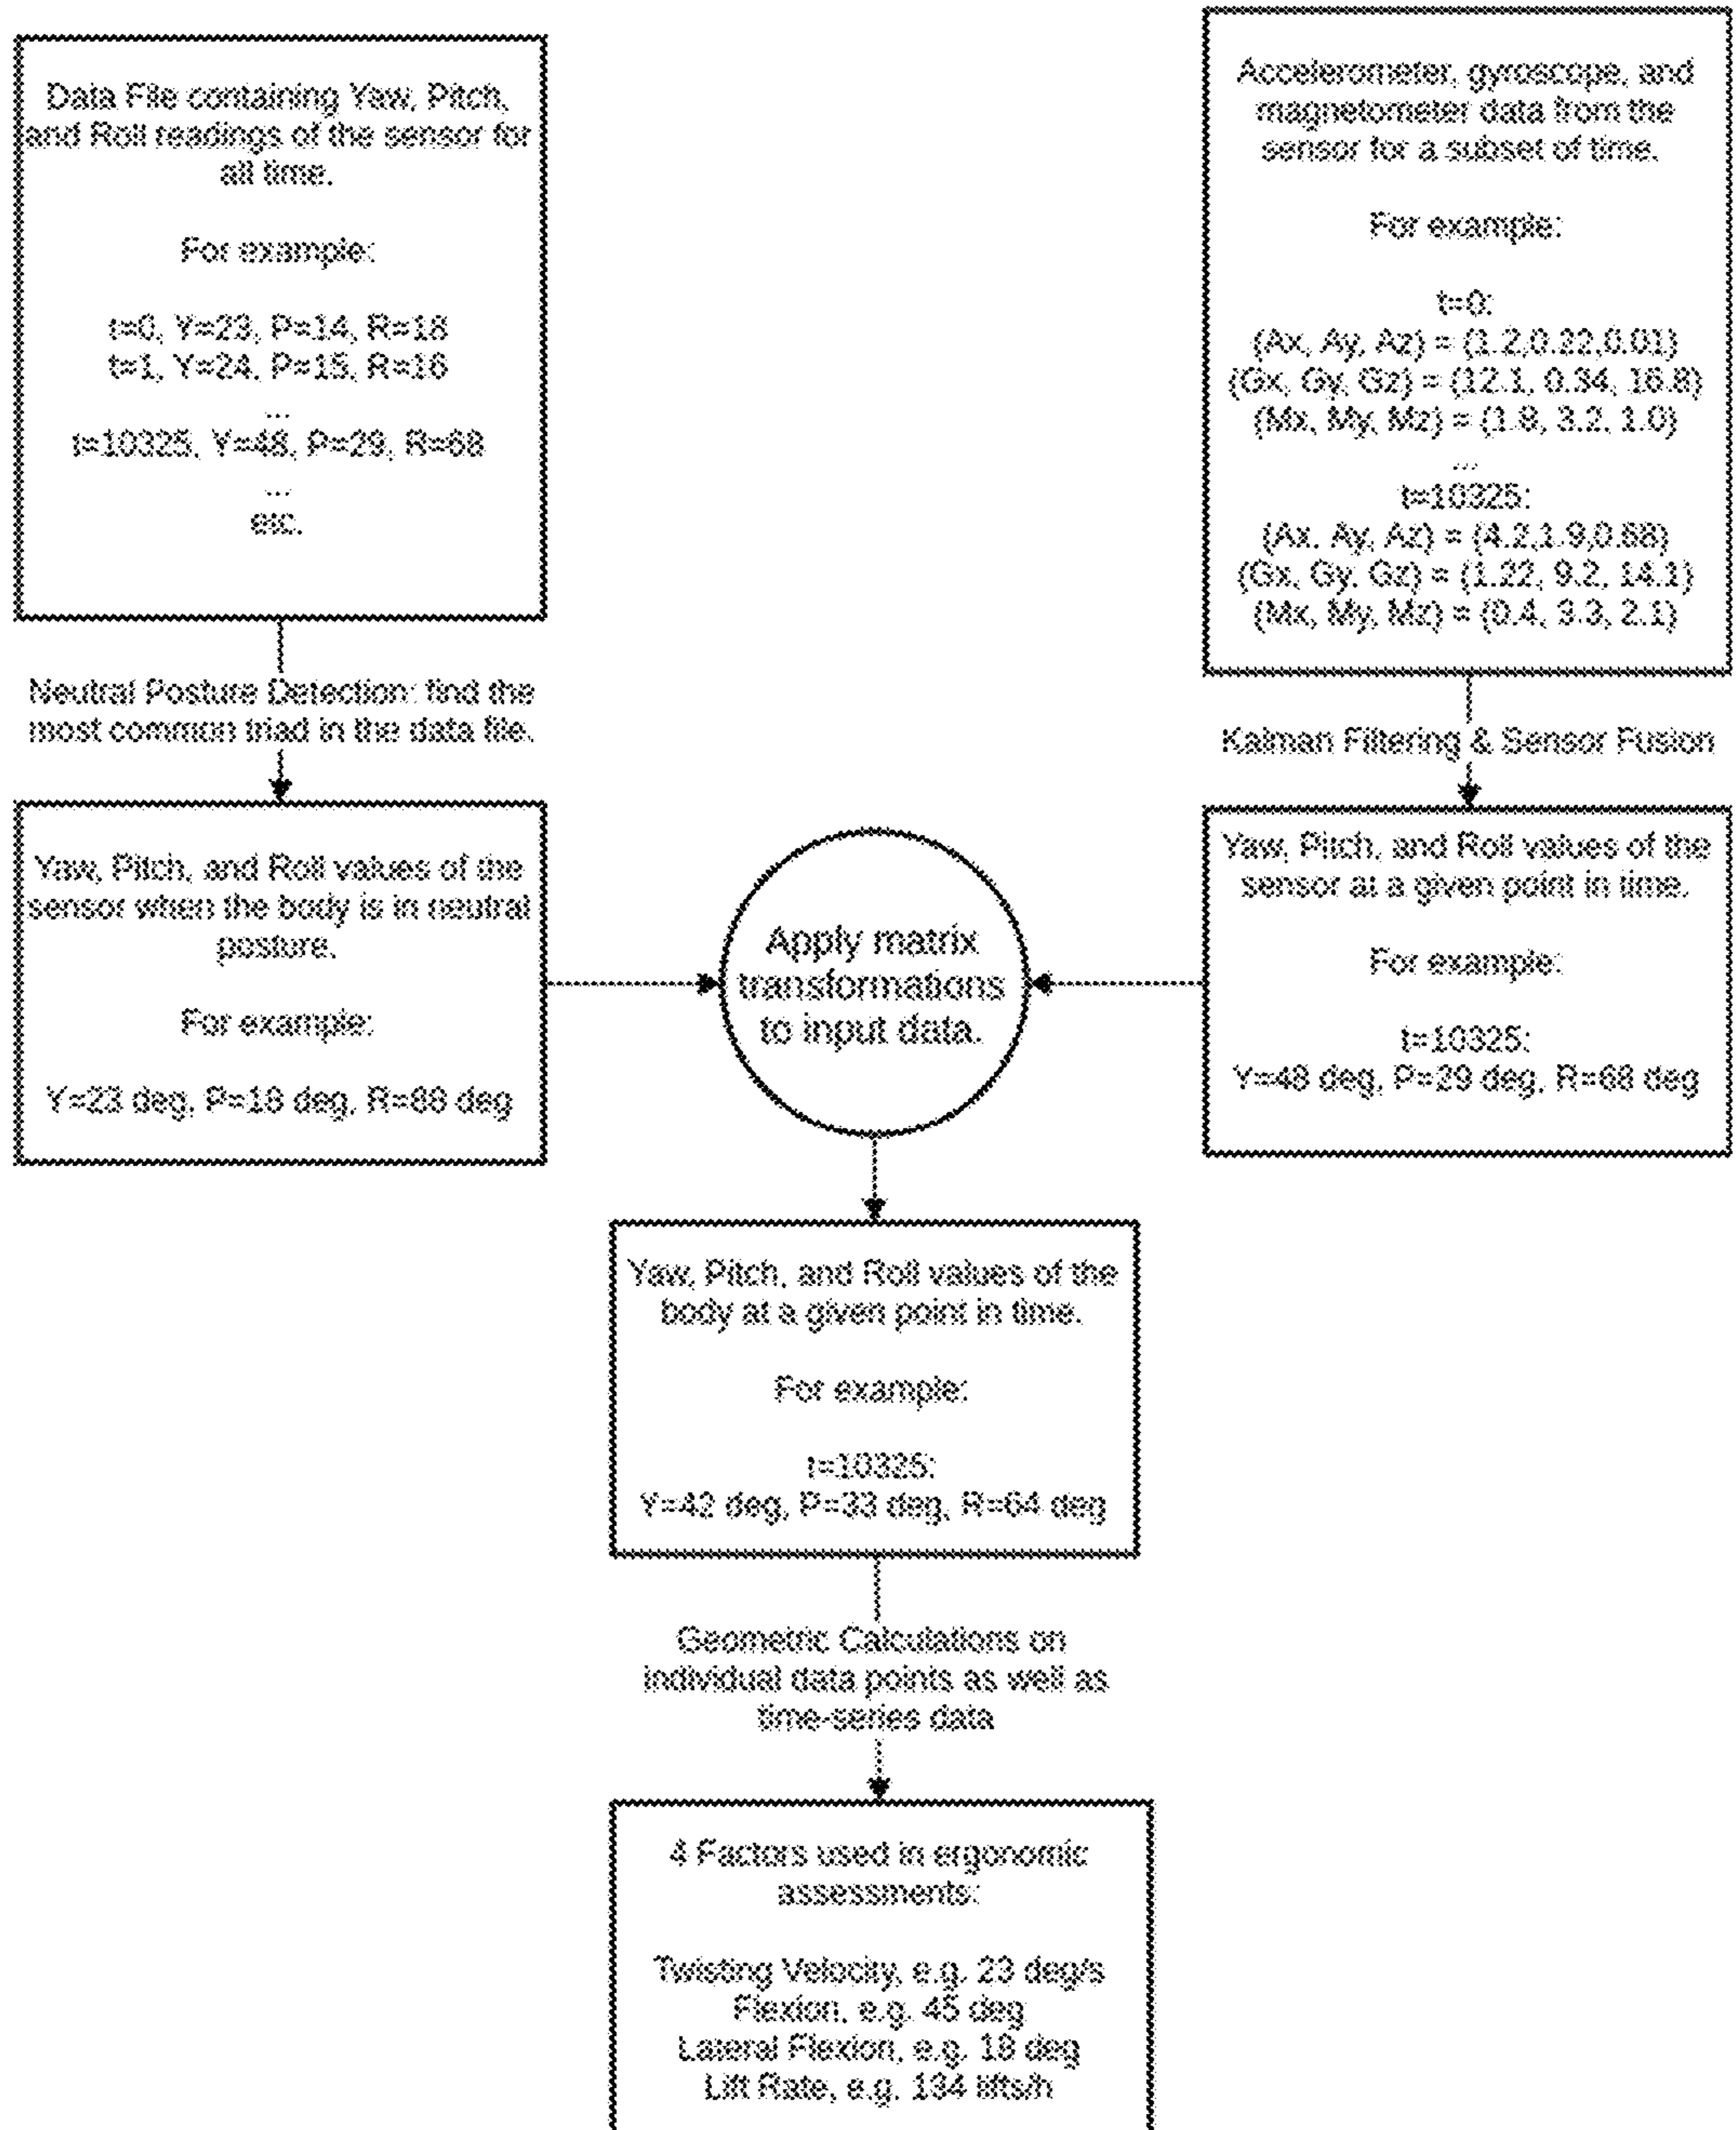 Data File containing Yaw, Pitch,
and Roll readings of the sensor for
all time.
For example:
t=0, Y=23, P=14, R=18
t=1, Y=24, P=15, R=16
...
t=10325, Y=48, P=29, R=68
...
etc.
Neutral Posture Detection: find the
most common triad in the data file.
Yaw, Pitch, and Roll values of the
sensor when the body is in neutral
posture.
For example:
Y=23 deg, P=18 deg, R=88 deg
Accelerometer, gyroscope, and
magnetometer data from the
sensor for a subset of time.
For example:
t=0:
(Ax, Ay, Az) = (1.2,0.22,0.01)
(Gx, Gy, Gz) = (12.1, 0.34, 16.8)
(Mx, My, Mz) = (1.8, 3.2, 1.0)
...
t=10325:
(Ax, Ay, Az) = (4.2,1.9,0.68)
(Gx, Gy, Gz) = (1.22, 9.2, 14.1)
(Mx, My, Mz) = (0.4, 3.3, 2.1)
Kalman Filtering & Sensor Fusion
Yaw, Pitch, and Roll values of the
sensor at a given point in time.
For example:
t=10325:
Y=48 deg, P=29 deg, R=68 deg
Apply matrix
transformations
to input data.
Yaw, Pitch, and Roll values of the
body at a given point in time.
For example:
t=10325:
Y=42 deg, P=33 deg, R=64 deg
Geometric Calculations on
individual data points as well as
time-series data
4 Factors used in ergonomic
assessments:
Twisting Velocity, e.g. 23 deg/s
Flexion, e.g. 45 deg
Lateral Flexion, e.g. 18 deg
Lift Rate, e.g. 134 lifts/h